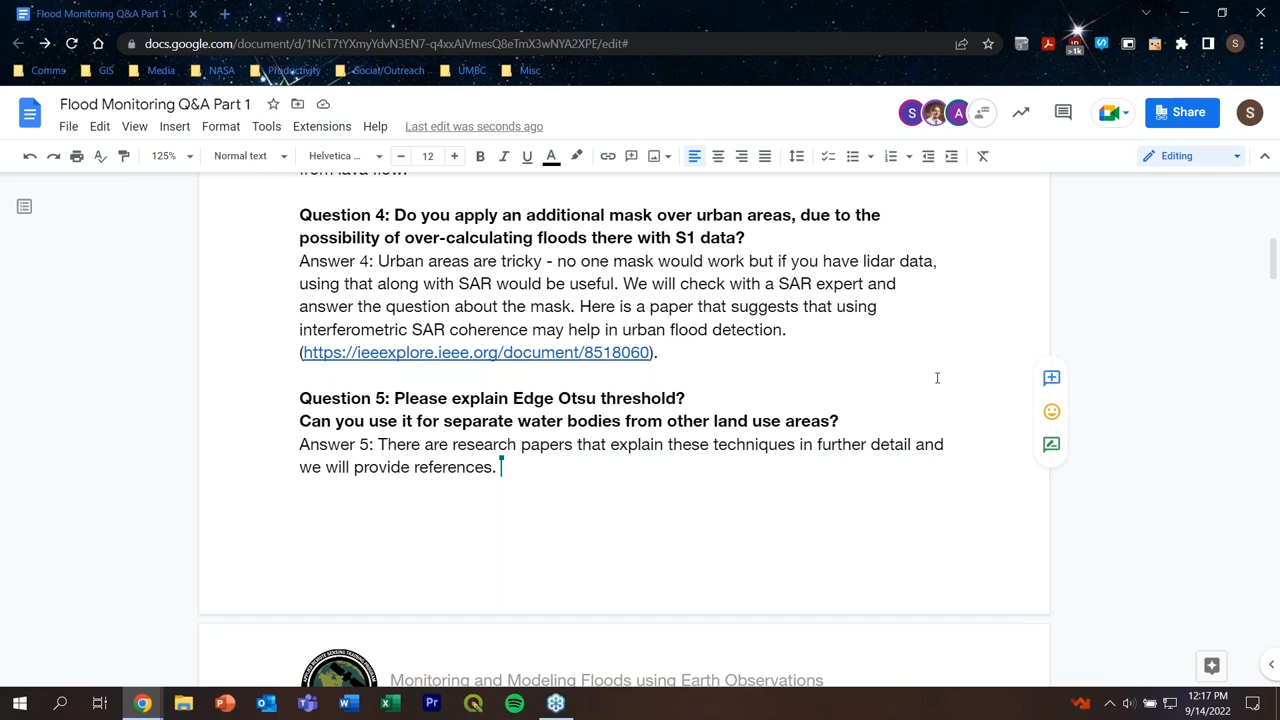 Flood Monitoring Q&A Part 1 - G
docs.google.com/document/d/1NcT7tYXmyYdvN3EN7-q4xxAiVmesQ8eTmX3wNYA2XPE/edit#
>1k
S
Comms GIS Media NASA Productivity Social/Outreach UMBC Misc
Flood Monitoring Q&A Part 1
S A Share S
File Edit View Insert Format Tools Extensions Help Last edit was seconds ago
125% Normal text Helvetica ... 12 B I U A Editing
from lava flow.
Question 4: Do you apply an additional mask over urban areas, due to the
possibility of over-calculating floods there with S1 data?
Answer 4: Urban areas are tricky - no one mask would work but if you have lidar data,
using that along with SAR would be useful. We will check with a SAR expert and
answer the question about the mask. Here is a paper that suggests that using
interferometric SAR coherence may help in urban flood detection.
(https://ieeexplore.ieee.org/document/8518060).
Question 5: Please explain Edge Otsu threshold?
Can you use it for separate water bodies from other land use areas?
Answer 5: There are research papers that explain these techniques in further detail and
we will provide references.
Monitoring and Modeling Floods using Earth Observations
12:17 PM
9/14/2022